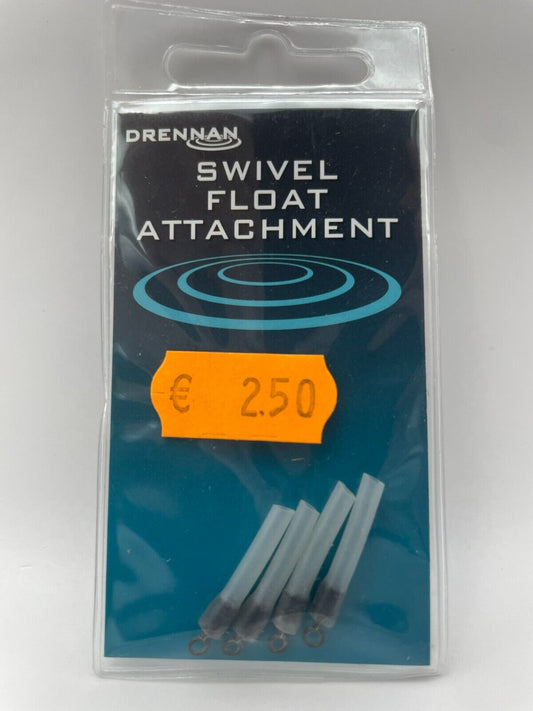 DRENNAN
SWIVEL
FLOAT
ATTACHMENT
€ 2.50